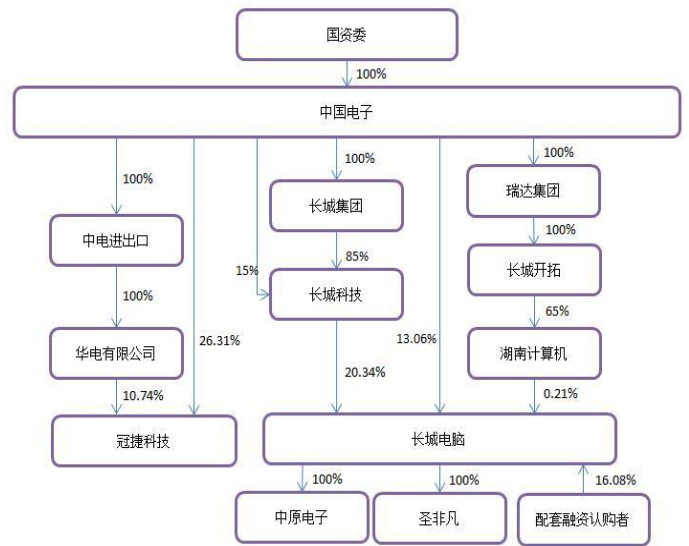 国资委
100%
中国电子
100%
100%
100%
长城集团
瑞达集团
中电进出口
85%
100%
15%
长城科技
长城开拓
100%
65%
华电有限公司
26.31%
13.06%
湖南计算机
20.34%
10.74%
0.21%
冠捷科技
长城电脑
100%
100%
16.08%
中原电子
圣非凡
配套融资认购者